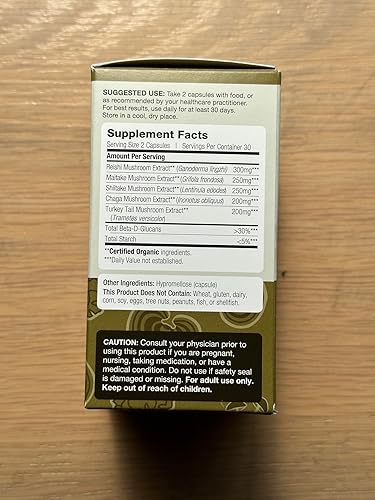 SUGGESTED USE: Take 2 capsules with food, or
as recommended by your healthcare practitioner.
For best results, use daily for at least 30 days.
Store in a cool, dry place.
Supplement Facts
Serving Size 2 Capsules | Servings Per Container 30
Amount Per Serving
Reishi Mushroom Extract** (Ganoderma lingzhi) 300mg***
Maitake Mushroom Extract** (Grifola frondosa) 250mg***
Shiitake Mushroom Extract** (Lentinula edodes) 250mg***
Chaga Mushroom Extract** (Inonotus obliquus) 200mg***
Turkey Tail Mushroom Extract** 200mg***
(Trametes versicolor)
Total Beta-D-Glucans >30%***
Total Starch <5%***
**Certified Organic ingredients.
***Daily Value not established.
Other Ingredients: Hypromellose (capsule)
This Product Does Not Contain: Wheat, gluten, dairy,
corn, soy, eggs, tree nuts, peanuts, fish, or shellfish.
CAUTION: Consult your physician prior to
using this product if you are pregnant,
nursing, taking medication, or have a
medical condition. Do not use if safety seal
is damaged or missing. For adult use only.
Keep out of reach of children.